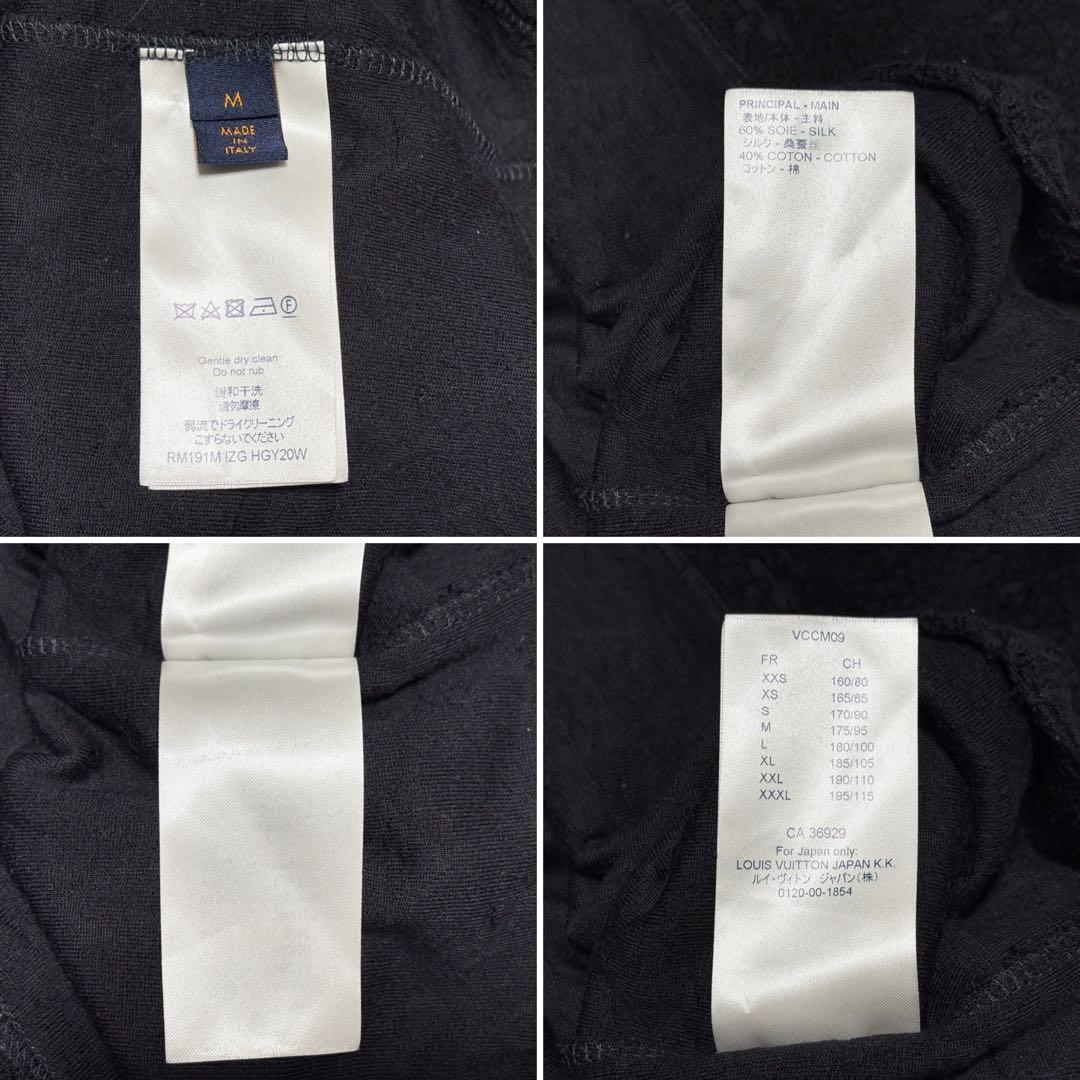 M
MADE
IN
ITALY
F
Gentle dry clean
Do not rub
缓和干洗
请勿摩擦
弱流でドライクリーニング
こすらないでください
RM191M IZG HGY20W
PRINCIPAL - MAIN
表地/本体 - 主料
60% SOIE - SILK
シルク - 桑蚕丝
40% COTON - COTTON
コットン - 棉
VCCM09
FR CH
XXS 160/80
XS 165/85
S 170/90
M 175/95
L 180/100
XL 185/105
XXL 190/110
XXXL 195/115
CA 36929
For Japan only:
LOUIS VUITTON JAPAN K.K.
ルイ・ヴィトン ジャパン(株)
0120-00-1854